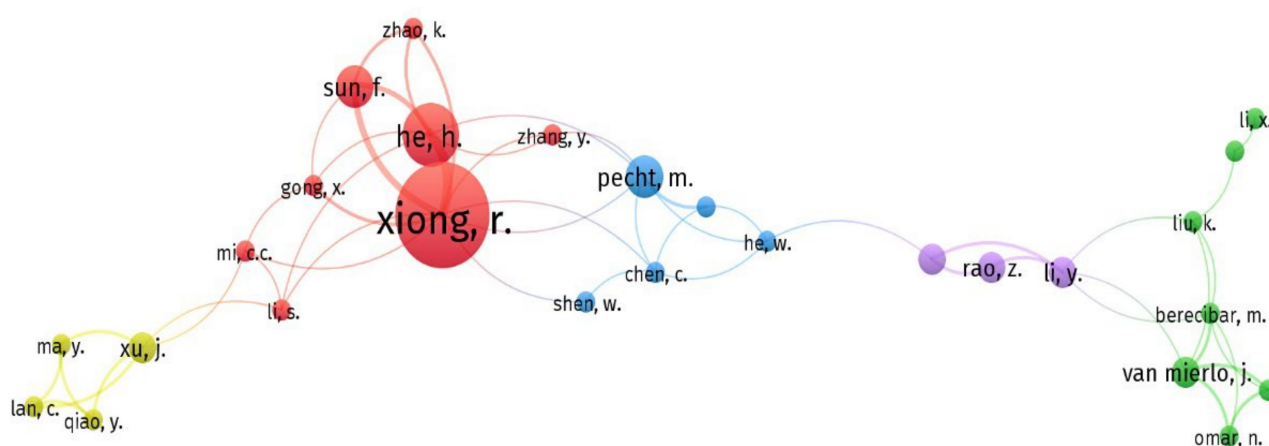 zhao, k.
sun, f.
he, h.
zhang, y.
li, x.
pecht, m.
gong, x.
xiong, r.
liu, k.
mi, c.c.
he, w.
rao, z.
li, y.
chen, c.
shen, w.
li, s.
berecibar, m.
ma, y.
xu, j.
van mierlo, j.
lan, c.
qiao, y.
omar, n.